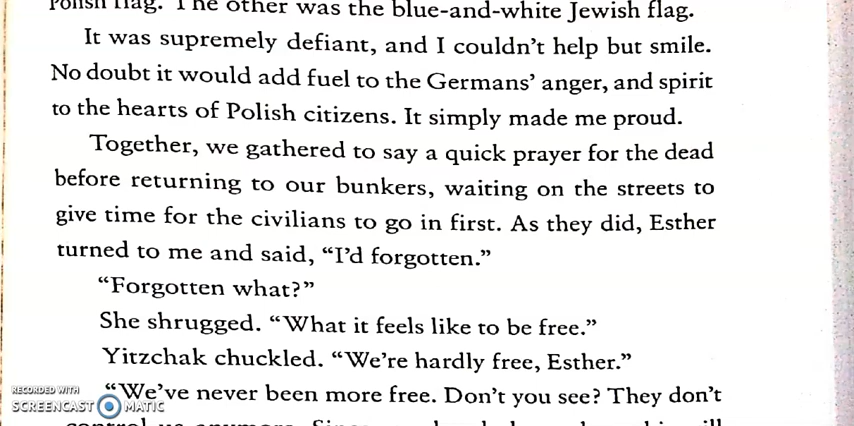 Polish flag. The other was the blue-and-white Jewish flag.
It was supremely defiant, and I couldn't help but smile.
No doubt it would add fuel to the Germans' anger, and spirit
to the hearts of Polish citizens. It simply made me proud.
Together, we gathered to say a quick prayer for the dead
before returning to our bunkers, waiting on the streets to
give time for the civilians to go in first. As they did, Esther
turned to me and said, “I'd forgotten.”
“Forgotten what?”
She shrugged. “What it feels like to be free.”
Yitzchak chuckled. “We're hardly free, Esther.”
“We've never been more free. Don't you see? They don't
control us anymore.
RECORDED WITH
SCREENCAST MATIC